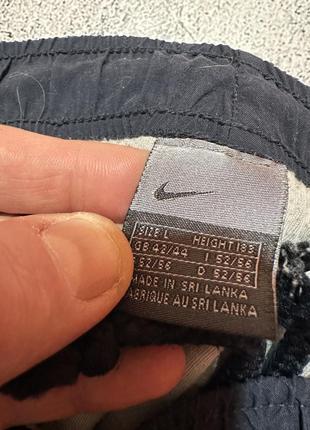 SIZE L HEIGHT 183
GB 42/44 I 52/56
E 52/56 D 52/56
MADE IN SRI LANKA
FABRIQUE AU SRI LANKA